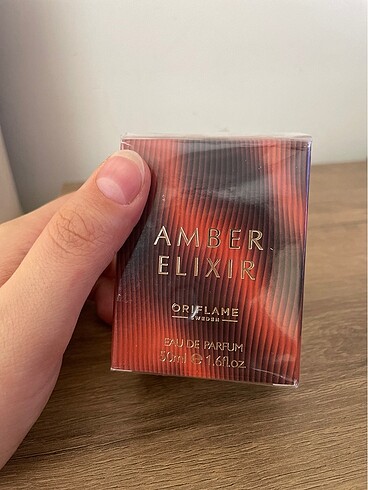 AMBER
ELIXIR
ORIFLAME
SWEDEN
EAU DE PARFUM
50ml ℮ 1.6fl.oz